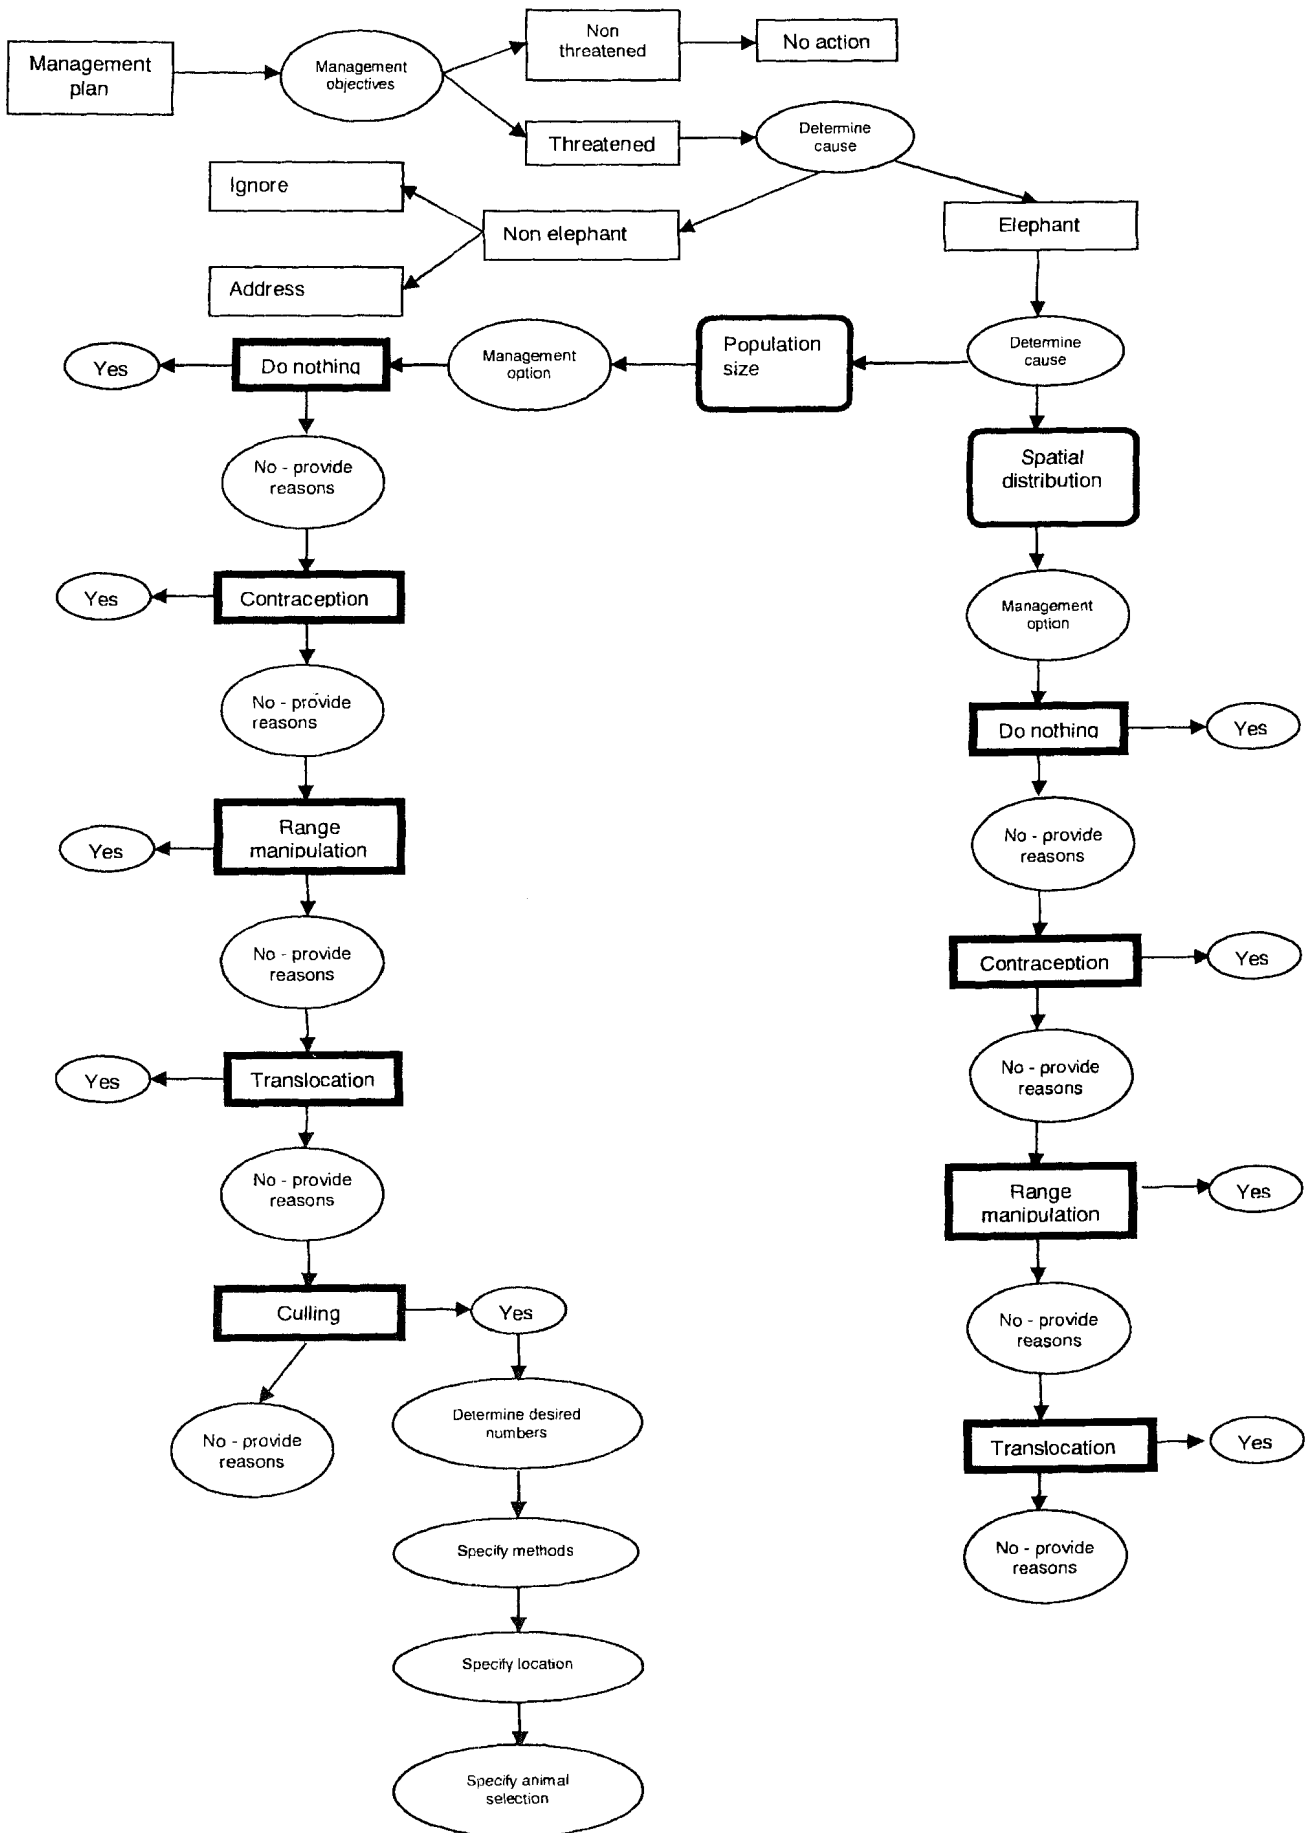 Management
plan
Management
objectives
Non
threatened
No action
Threatened
Determine
cause
Ignore
Non elephant
Address
Elephant
Determine
cause
Population
size
Management
option
Do nothing
Yes
No - provide
reasons
Contraception
Yes
No - provide
reasons
Range
manipulation
Yes
No - provide
reasons
Translocation
Yes
No - provide
reasons
Culling
Yes
No - provide
reasons
Determine desired
numbers
Specify methods
Specify location
Specify animal
selection
Spatial
distribution
Management
option
Do nothing
Yes
No - provide
reasons
Contraception
Yes
No - provide
reasons
Range
manipulation
Yes
No - provide
reasons
Translocation
Yes
No - provide
reasons